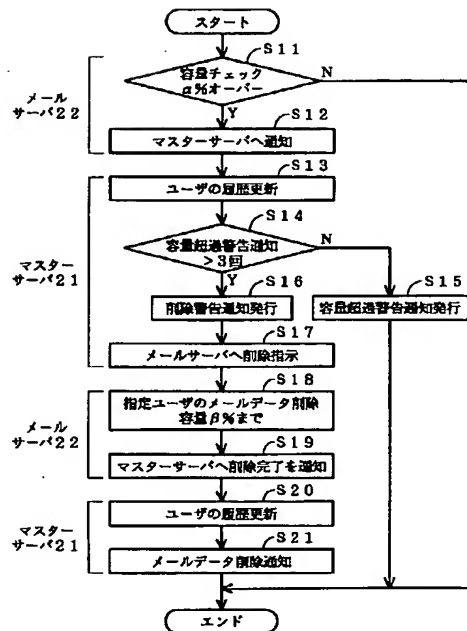 スタート
S11
容量チェック
α%オーバー
N
Y
メール
サーバ22
S12
マスターサーバへ通知
S13
ユーザの履歴更新
S14
容量超過警告通知
>3回
N
Y
マスター
サーバ21
S16
削除警告通知発行
S15
容量超過警告通知発行
S17
メールサーバへ削除指示
S18
指定ユーザのメールデータ削除
容量β%まで
メール
サーバ22
S19
マスターサーバへ削除完了を通知
S20
ユーザの履歴更新
マスター
サーバ21
S21
メールデータ削除通知
エンド